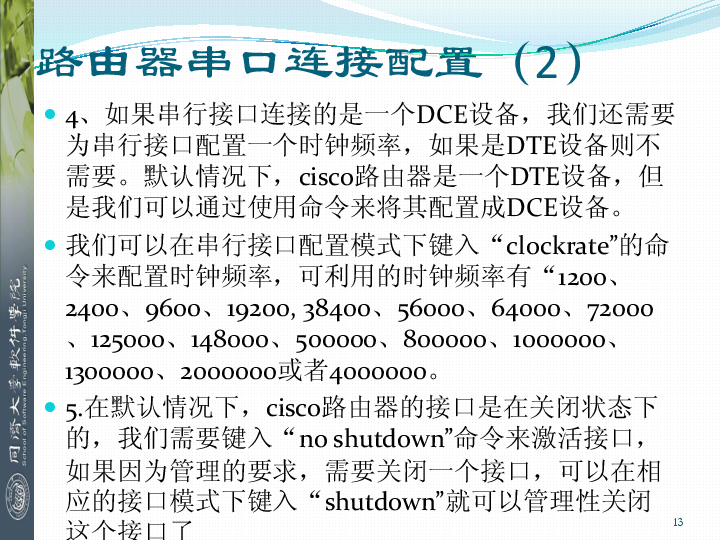 路由器串口连接配置（2）
4、如果串行接口连接的是一个DCE设备，我们还需要
为串行接口配置一个时钟频率，如果是DTE设备则不
需要。默认情况下，cisco路由器是一个DTE设备，但
是我们可以通过使用命令来将其配置成DCE设备。
我们可以在串行接口配置模式下键入“clockrate”的命
令来配置时钟频率，可利用的时钟频率有“1200、
2400、9600、19200, 38400、56000、64000、72000
、125000、148000、500000、800000、1000000、
1300000、2000000或者4000000。
5.在默认情况下，cisco路由器的接口是在关闭状态下
的，我们需要键入“no shutdown”命令来激活接口，
如果因为管理的要求，需要关闭一个接口，可以在相
应的接口模式下键入“shutdown”就可以管理性关闭
这个接口了
13
同濟大学软件学院
School of Software Engineering, Tongji University